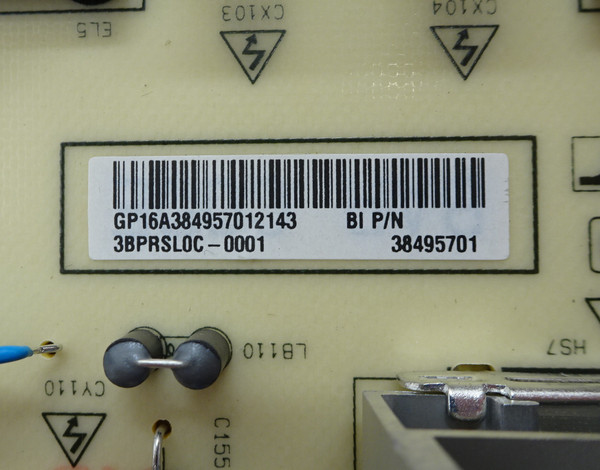 CX103
CX104
EL5
GP16A384957012143 BI P/N
3BPRSL0C-0001 38495701
LB110
HS7
CY110
C155